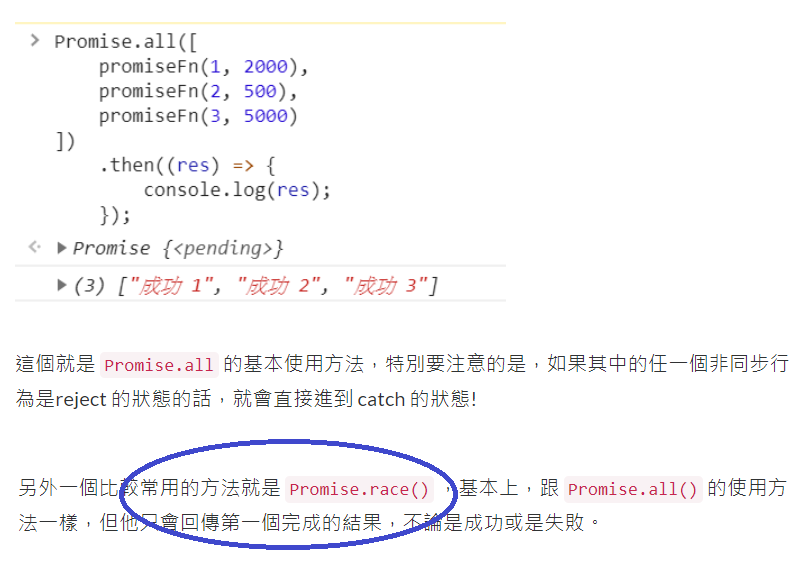 > Promise.all([
promiseFn(1, 2000),
promiseFn(2, 500),
promiseFn(3, 5000)
])
.then((res) => {
console.log(res);
});
Promise {<pending>}
(3) ["成功 1", "成功 2", "成功 3"]
這個就是 Promise.all 的基本使用方法，特別要注意的是，如果其中的任一個非同步行
為是reject 的狀態的話，就會直接進到 catch 的狀態!
另外一個比較常用的方法就是 Promise.race() ，基本上，跟 Promise.all() 的使用方
法一樣，但他只會回傳第一個完成的結果，不論是成功或是失敗。